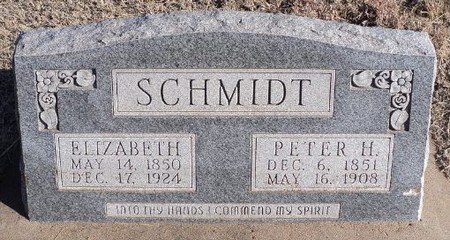 SCHMIDT
ELIZABETH
MAY 14, 1850
DEC. 17, 1924
PETER H.
DEC. 6, 1851
MAY 16, 1908
INTO THY HANDS I COMMEND MY SPIRIT